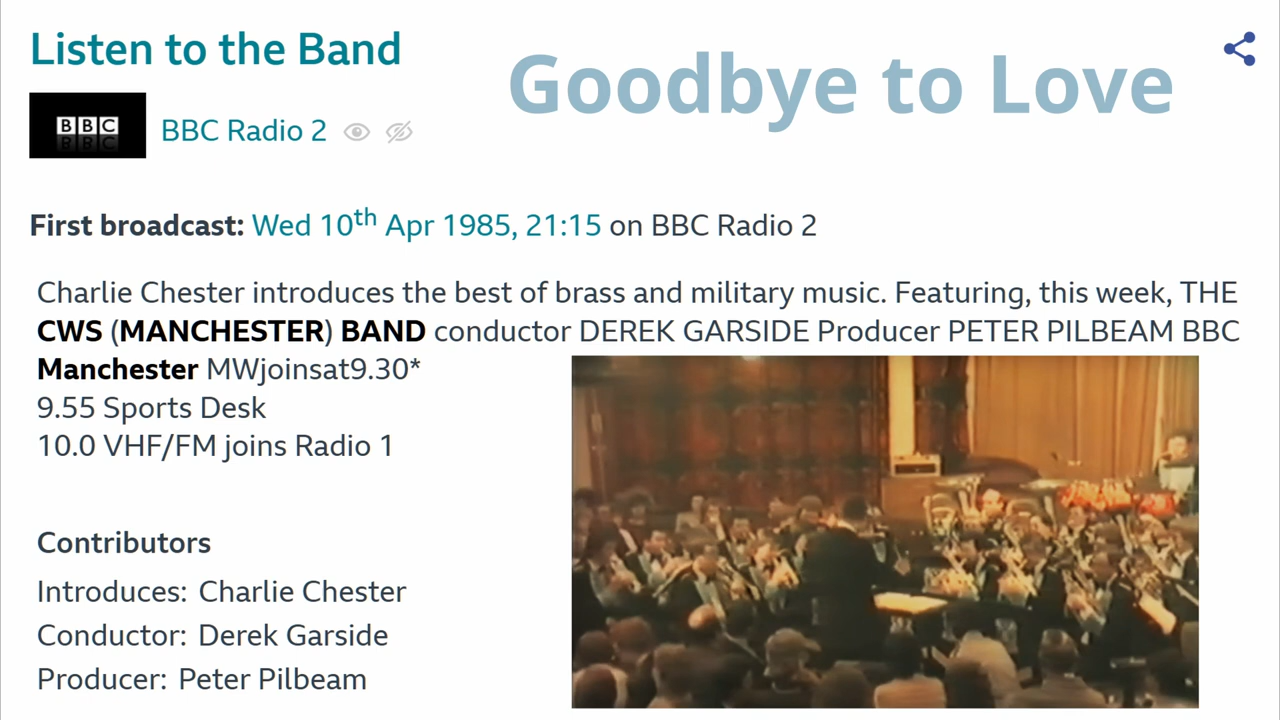 Listen to the Band
Goodbye to Love
BBC
BBC Radio 2
First broadcast: Wed 10th Apr 1985, 21:15 on BBC Radio 2
Charlie Chester introduces the best of brass and military music. Featuring, this week, THE
CWS (MANCHESTER) BAND conductor DEREK GARSIDE Producer PETER PILBEAM BBC
Manchester MWjoinsat9.30*
9.55 Sports Desk
10.0 VHF/FM joins Radio 1
Contributors
Introduces: Charlie Chester
Conductor: Derek Garside
Producer: Peter Pilbeam